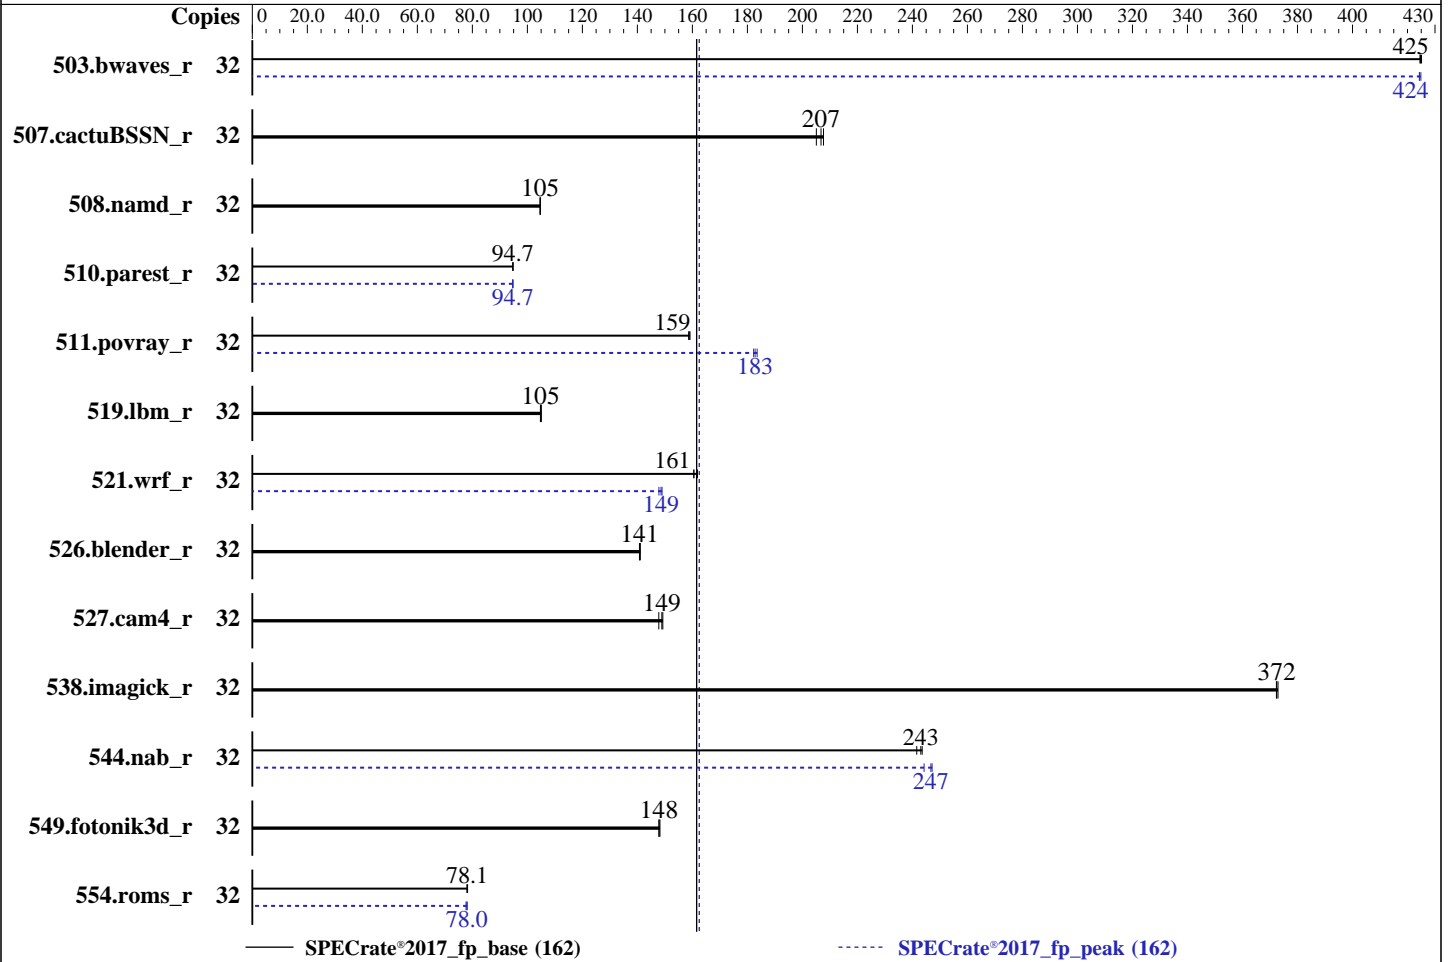 Copies 0 20.0 40.0 60.0 80.0 100 120 140 160 180 200 220 240 260 280 300 320 340 360 380 400 430
503.bwaves_r 32 425
424
507.cactuBSSN_r 32 207
508.namd_r 32 105
510.parest_r 32 94.7
94.7
511.povray_r 32 159
183
519.lbm_r 32 105
521.wrf_r 32 161
149
526.blender_r 32 141
527.cam4_r 32 149
538.imagick_r 32 372
544.nab_r 32 243
247
549.fotonik3d_r 32 148
554.roms_r 32 78.1
78.0
SPECrate®2017_fp_base (162) SPECrate®2017_fp_peak (162)